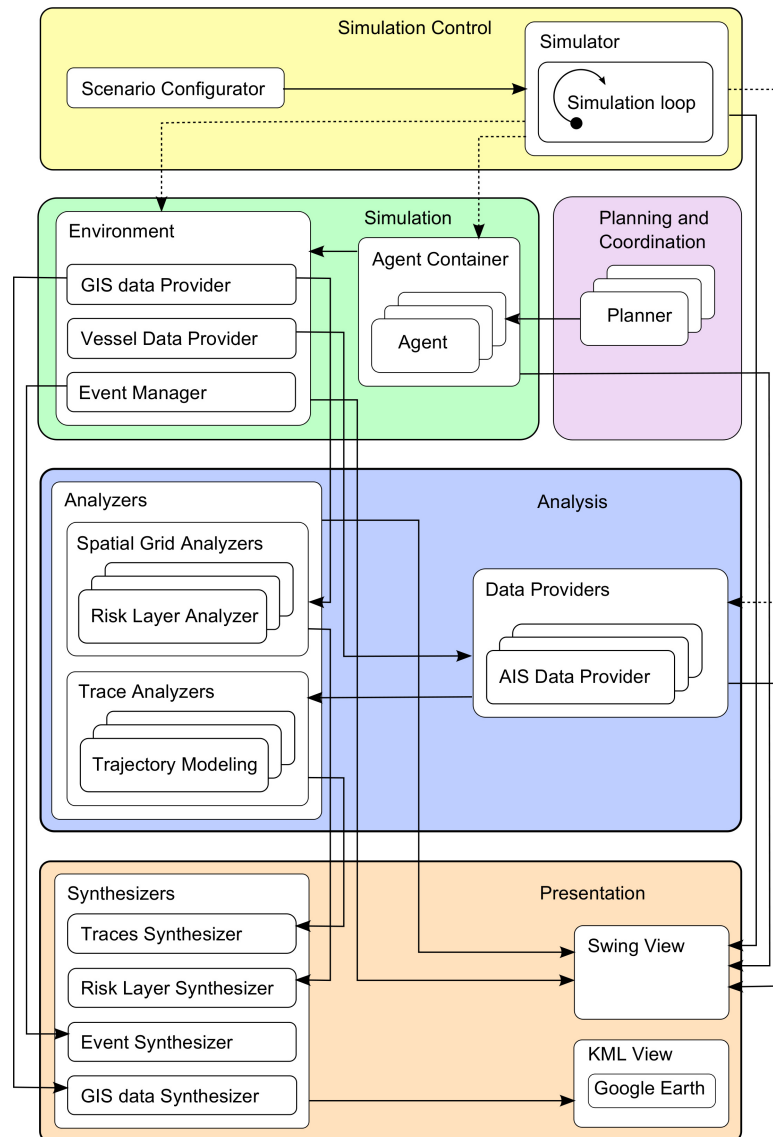 Simulation Control
Simulator
Scenario Configurator
Simulation loop
Simulation
Environment
GIS data Provider
Vessel Data Provider
Event Manager
Agent Container
Agent
Planning and
Coordination
Planner
Analysis
Analyzers
Spatial Grid Analyzers
Risk Layer Analyzer
Trace Analyzers
Trajectory Modeling
Data Providers
AIS Data Provider
Presentation
Synthesizers
Traces Synthesizer
Risk Layer Synthesizer
Event Synthesizer
GIS data Synthesizer
Swing View
KML View
Google Earth